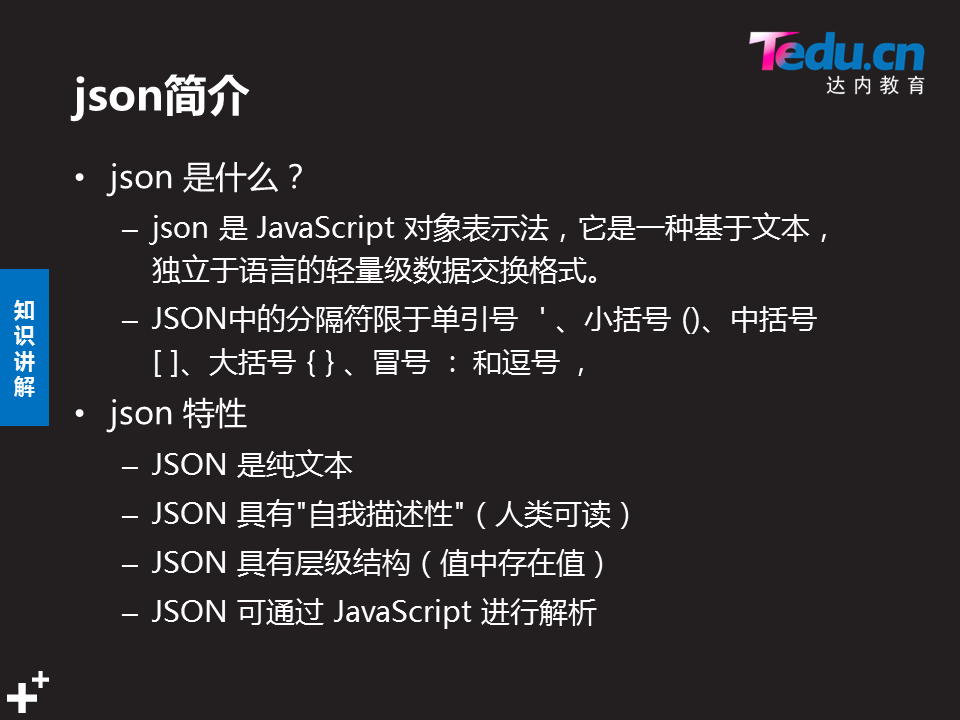 Tedu.cn
达内教育
json简介
• json 是什么？
– json 是 JavaScript 对象表示法，它是一种基于文本，
独立于语言的轻量级数据交换格式。
– JSON中的分隔符限于单引号 ' 、小括号 ()、中括号
[ ]、大括号 { } 、冒号 ： 和逗号 ，
• json 特性
– JSON 是纯文本
– JSON 具有"自我描述性"（人类可读）
– JSON 具有层级结构（值中存在值）
– JSON 可通过 JavaScript 进行解析
知
识
讲
解